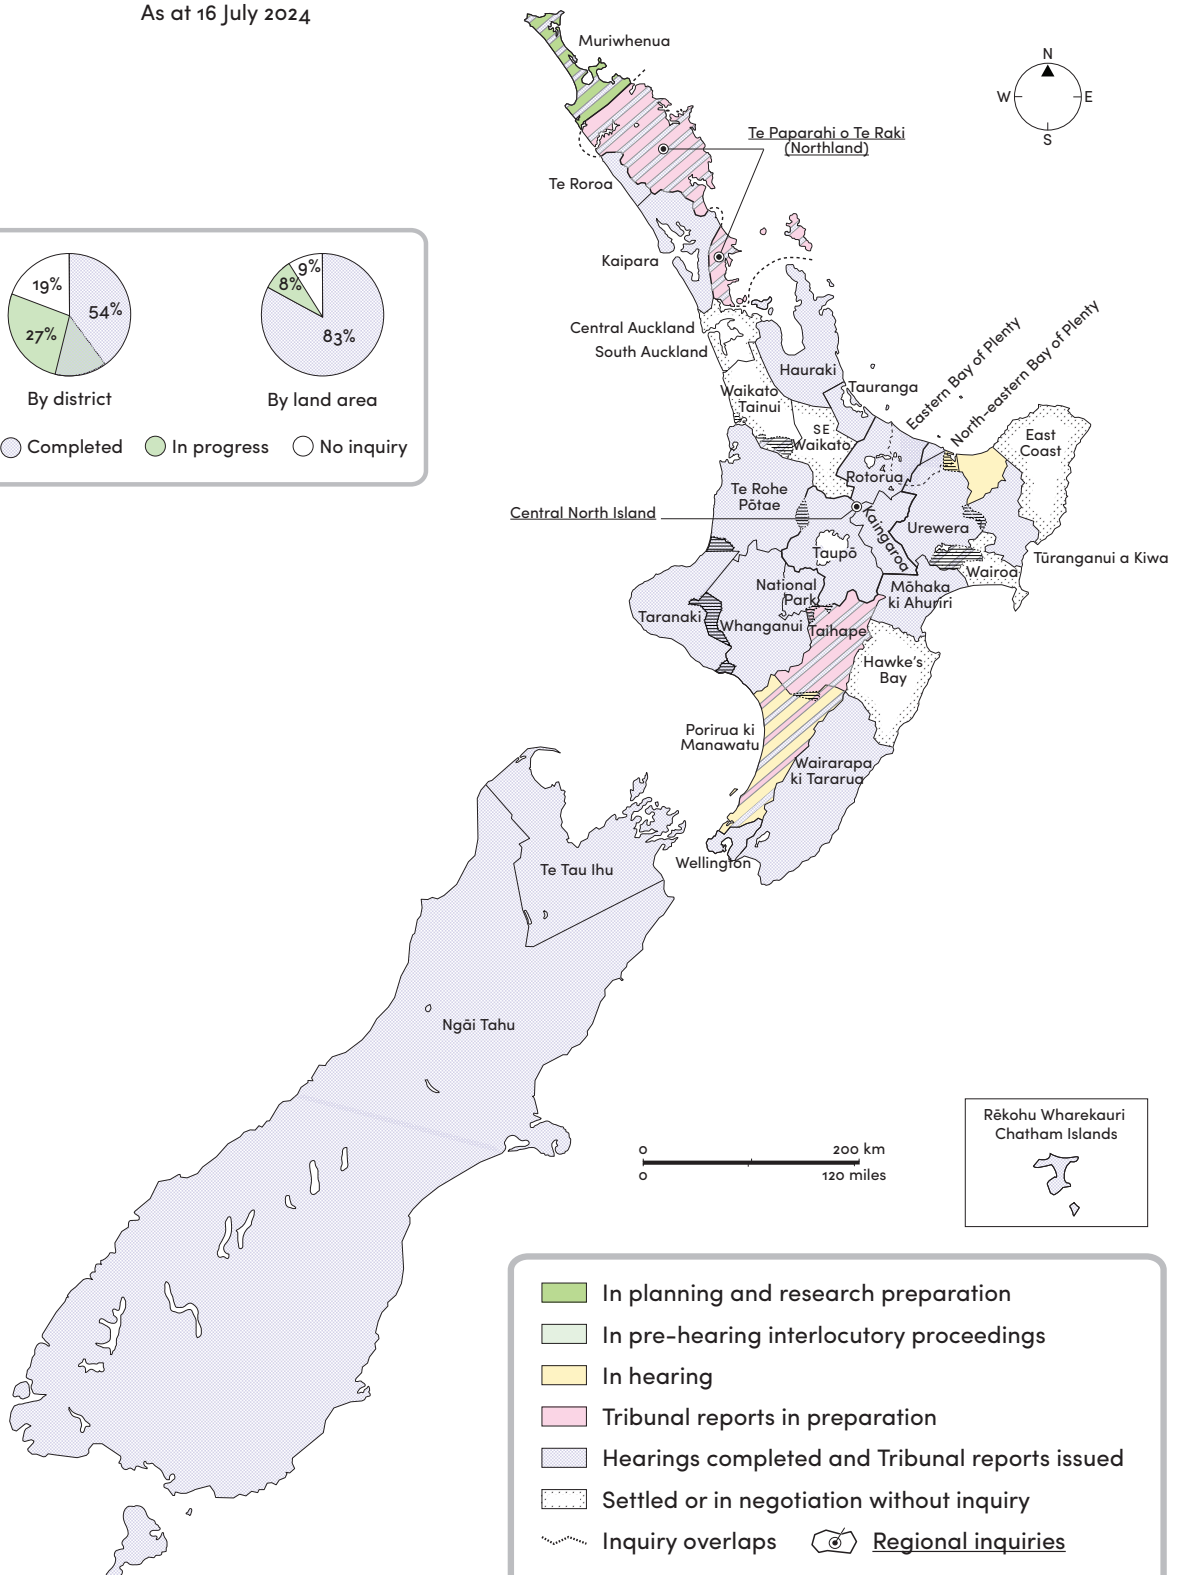 As at 16 July 2024
Muriwhenua
N
W
E
S
Te Paparahi o Te Raki
(Northland)
Te Roroa
Kaipara
19%
54%
27%
By district
9%
8%
83%
By land area
Completed
In progress
No inquiry
Central Auckland
South Auckland
Hauraki
Tauranga
Eastern Bay of Plenty
North-eastern Bay of Plenty
Waikato
Tainui
SE
Waikato
East
Coast
Rotorua
Te Rohe
Pōtae
Central North Island
Kaingaroa
Urewera
Taupō
Tūranganui a Kiwa
Wairoa
National
Park
Mōhaka
ki Ahuriri
Taranaki
Whanganui
Taihape
Hawke's
Bay
Porirua ki
Manawatu
Wairarapa
ki Tararua
Wellington
Te Tau Ihu
Ngāi Tahu
Rēkohu Wharekauri
Chatham Islands
0 200 km
0 120 miles
In planning and research preparation
In pre-hearing interlocutory proceedings
In hearing
Tribunal reports in preparation
Hearings completed and Tribunal reports issued
Settled or in negotiation without inquiry
Inquiry overlaps
Regional inquiries